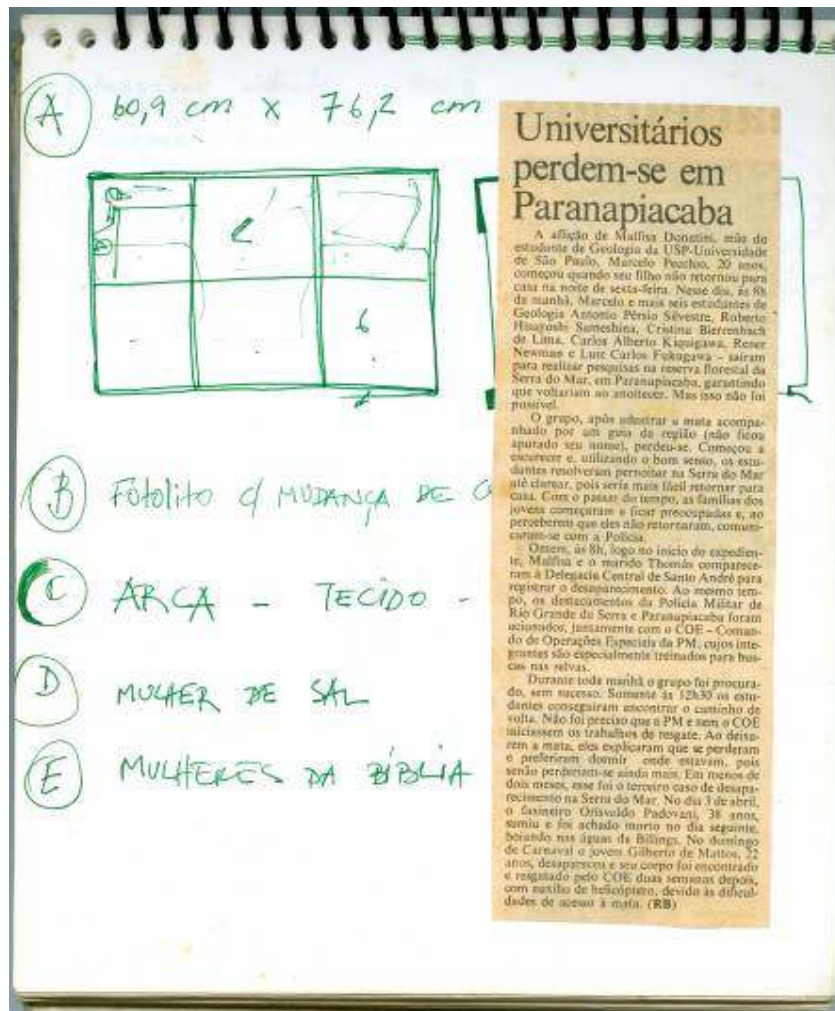 A 60,9 cm x 76,2 cm
6
B Fotolito c/ MUDANÇA DE
C ARCA - TECIDO -
D MULHER DE SAL
E MULHERES DA BÍBLIA
Universitários
perdem-se em
Paranapiacaba
A aflição de Malfisa Donatini, mãe do
estudante de Geologia da USP-Universidade
de São Paulo, Marcelo Pecchio, 20 anos,
começou quando seu filho não retornou para
casa na noite de sexta-feira. Nesse dia, às 8h
da manhã, Marcelo e mais seis estudantes de
Geologia Antonio Pérsio Silvestre, Roberto
Sameshina, Cristina Bierrenbach
de Lima, Carlos Alberto Kiquigawa, Rener
Newman e Luiz Carlos Fukugawa - saíram
para realizar pesquisas na reserva florestal da
Serra do Mar, em Paranapiacaba, garantindo
que voltariam ao anoitecer. Mas isso não foi
possível.
O grupo, após adentrar a mata acompa-
nhado por um guia da região (não ficou
apurado seu nome), perdeu-se. Começou a
escurecer e, utilizando o bom senso, os estu-
dantes resolveram pernoitar na Serra do Mar
até clarear, pois seria mais fácil retornar para
casa. Com o passar do tempo, as famílias dos
jovens começaram a ficar preocupadas e, ao
perceberem que eles não retornaram, comuni-
caram-se com a Polícia.
Ontem, às 8h, logo no início do expedien-
te, Malfisa e o marido Thomás comparece-
ram à Delegacia Central de Santo André para
registrar o desaparecimento. Ao mesmo tem-
po, os destacamentos da Polícia Militar de
Rio Grande da Serra e Paranapiacaba foram
acionados, juntamente com o COE - Coman-
do de Operações Especiais da PM, cujos inte-
grantes são especialmente treinados para bus-
cas nas selvas.
Durante toda manhã o grupo foi procura-
do, sem sucesso. Somente às 12h30 os estu-
dantes conseguiram encontrar o caminho de
volta. Não foi preciso que a PM e nem o COE
iniciassem os trabalhos de resgate. Ao deixa-
rem a mata, eles explicaram que se perderam
e preferiram dormir onde estavam, pois
senão perderiam-se ainda mais. Em menos de
dois meses, esse foi o terceiro caso de desapa-
recimento na Serra do Mar. No dia 3 de abril,
o faxineiro Orisvaldo Padovani, 38 anos,
sumiu e foi achado morto no dia seguinte,
boiando nas águas da Billings. No domingo
de Carnaval o jovem Gilberto de Mattos, 22
anos, desapareceu e seu corpo foi encontrado
e resgatado pelo COE duas semanas depois,
com auxílio de helicóptero, devido às dificul-
dades de acesso à mata. (RB)